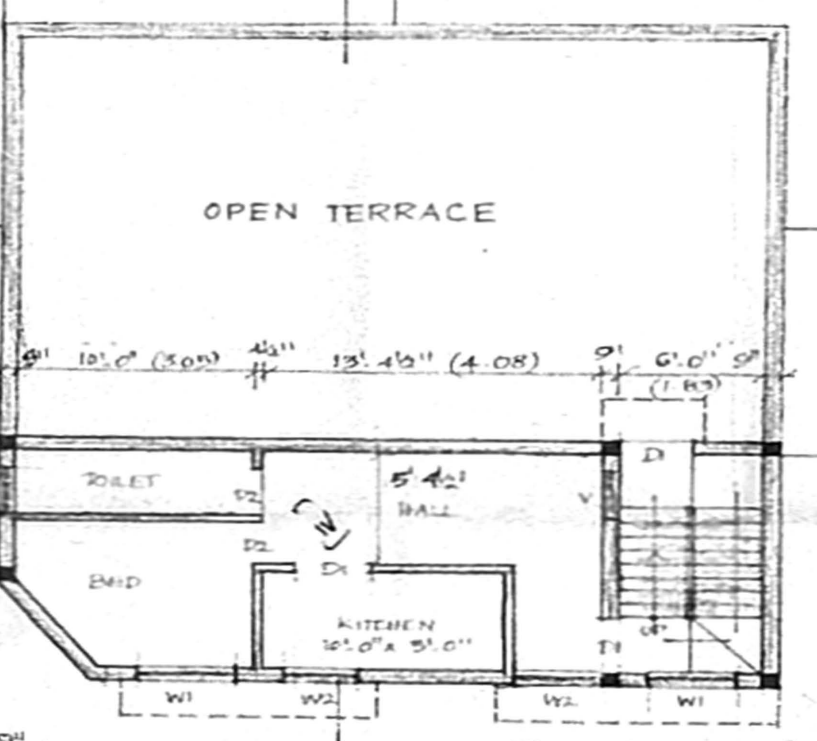 OPEN TERRACE
9" 10'.0" (3.05) 4½" 13'. 4½" (4.08) 9" 6'.0" 9"
(1.83)
D1
TOILET
5' 4½"
D2
HALL
V
D2
D1
BED
KITCHEN
10'.0" x 5'.0"
UP
D1
W1
W2
W2
W1